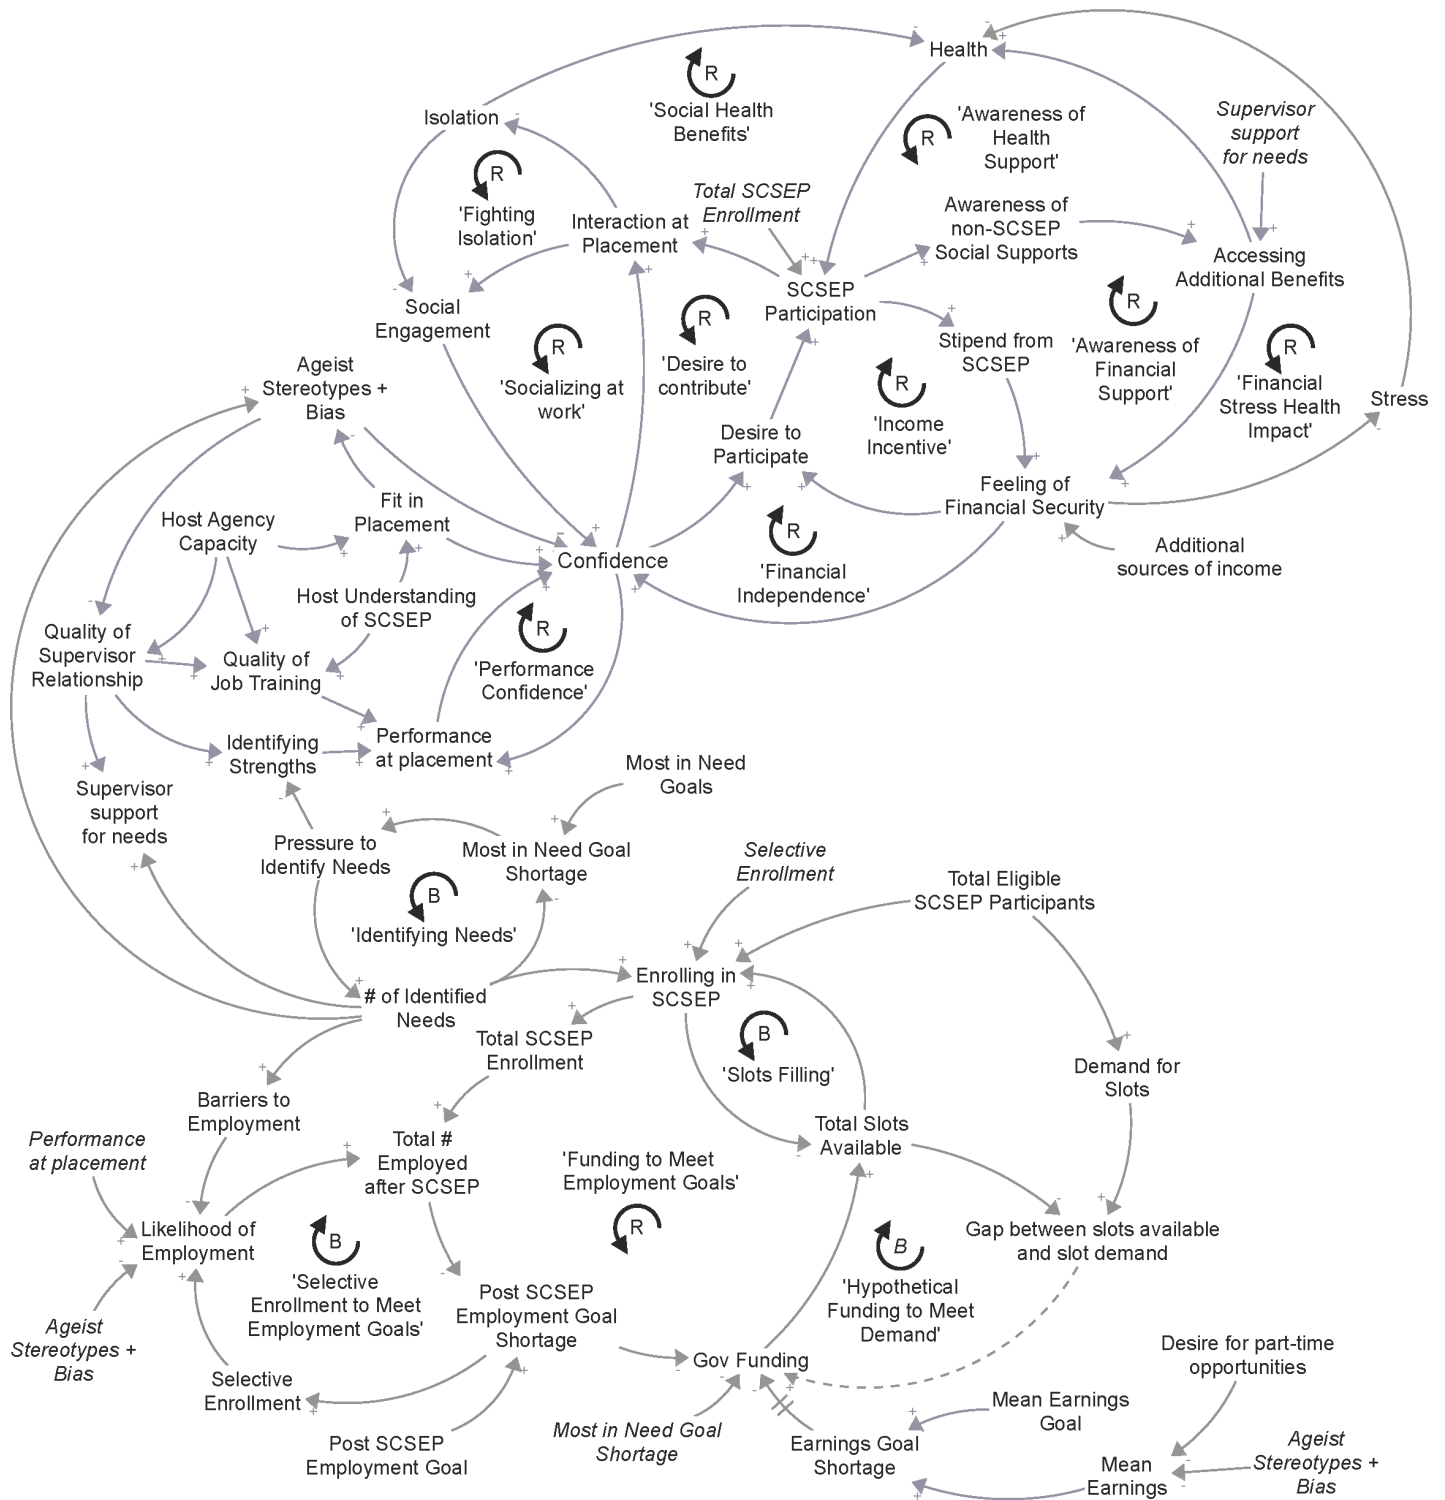 Health
R
'Social Health
Benefits'
Isolation
R
'Awareness of
Health
Support'
Supervisor
support
for needs
R
'Fighting
Isolation'
Total SCSEP
Enrollment
Interaction at
Placement
Awareness of
non-SCSEP
Social Supports
Accessing
Additional Benefits
SCSEP
Participation
Social
Engagement
R
'Desire to
contribute'
R
'Socializing at
work'
Stipend from
SCSEP
R
'Awareness of
Financial
Support'
R
'Financial
Stress Health
Impact'
Stress
Ageist
Stereotypes +
Bias
R
'Income
Incentive'
Desire to
Participate
Feeling of
Financial Security
Fit in
Placement
Host Agency
Capacity
R
'Financial
Independence'
Additional
sources of income
Confidence
Host Understanding
of SCSEP
R
'Performance
Confidence'
Quality of
Supervisor
Relationship
Quality of
Job Training
Identifying
Strengths
Performance
at placement
Supervisor
support
for needs
Most in Need
Goals
Pressure to
Identify Needs
Most in Need Goal
Shortage
B
'Identifying Needs'
Selective
Enrollment
Total Eligible
SCSEP Participants
# of Identified
Needs
Enrolling in
SCSEP
Total SCSEP
Enrollment
B
'Slots Filling'
Demand for
Slots
Barriers to
Employment
Total Slots
Available
Performance
at placement
Total #
Employed
after SCSEP
'Funding to Meet
Employment Goals'
R
Likelihood of
Employment
B
'Selective
Enrollment to Meet
Employment Goals'
B
'Hypothetical
Funding to Meet
Demand'
Gap between slots available
and slot demand
Post SCSEP
Employment Goal
Shortage
Ageist
Stereotypes +
Bias
Gov Funding
Desire for part-time
opportunities
Selective
Enrollment
Post SCSEP
Employment Goal
Most in Need Goal
Shortage
Earnings Goal
Shortage
Mean Earnings
Goal
Mean
Earnings
Ageist
Stereotypes +
Bias